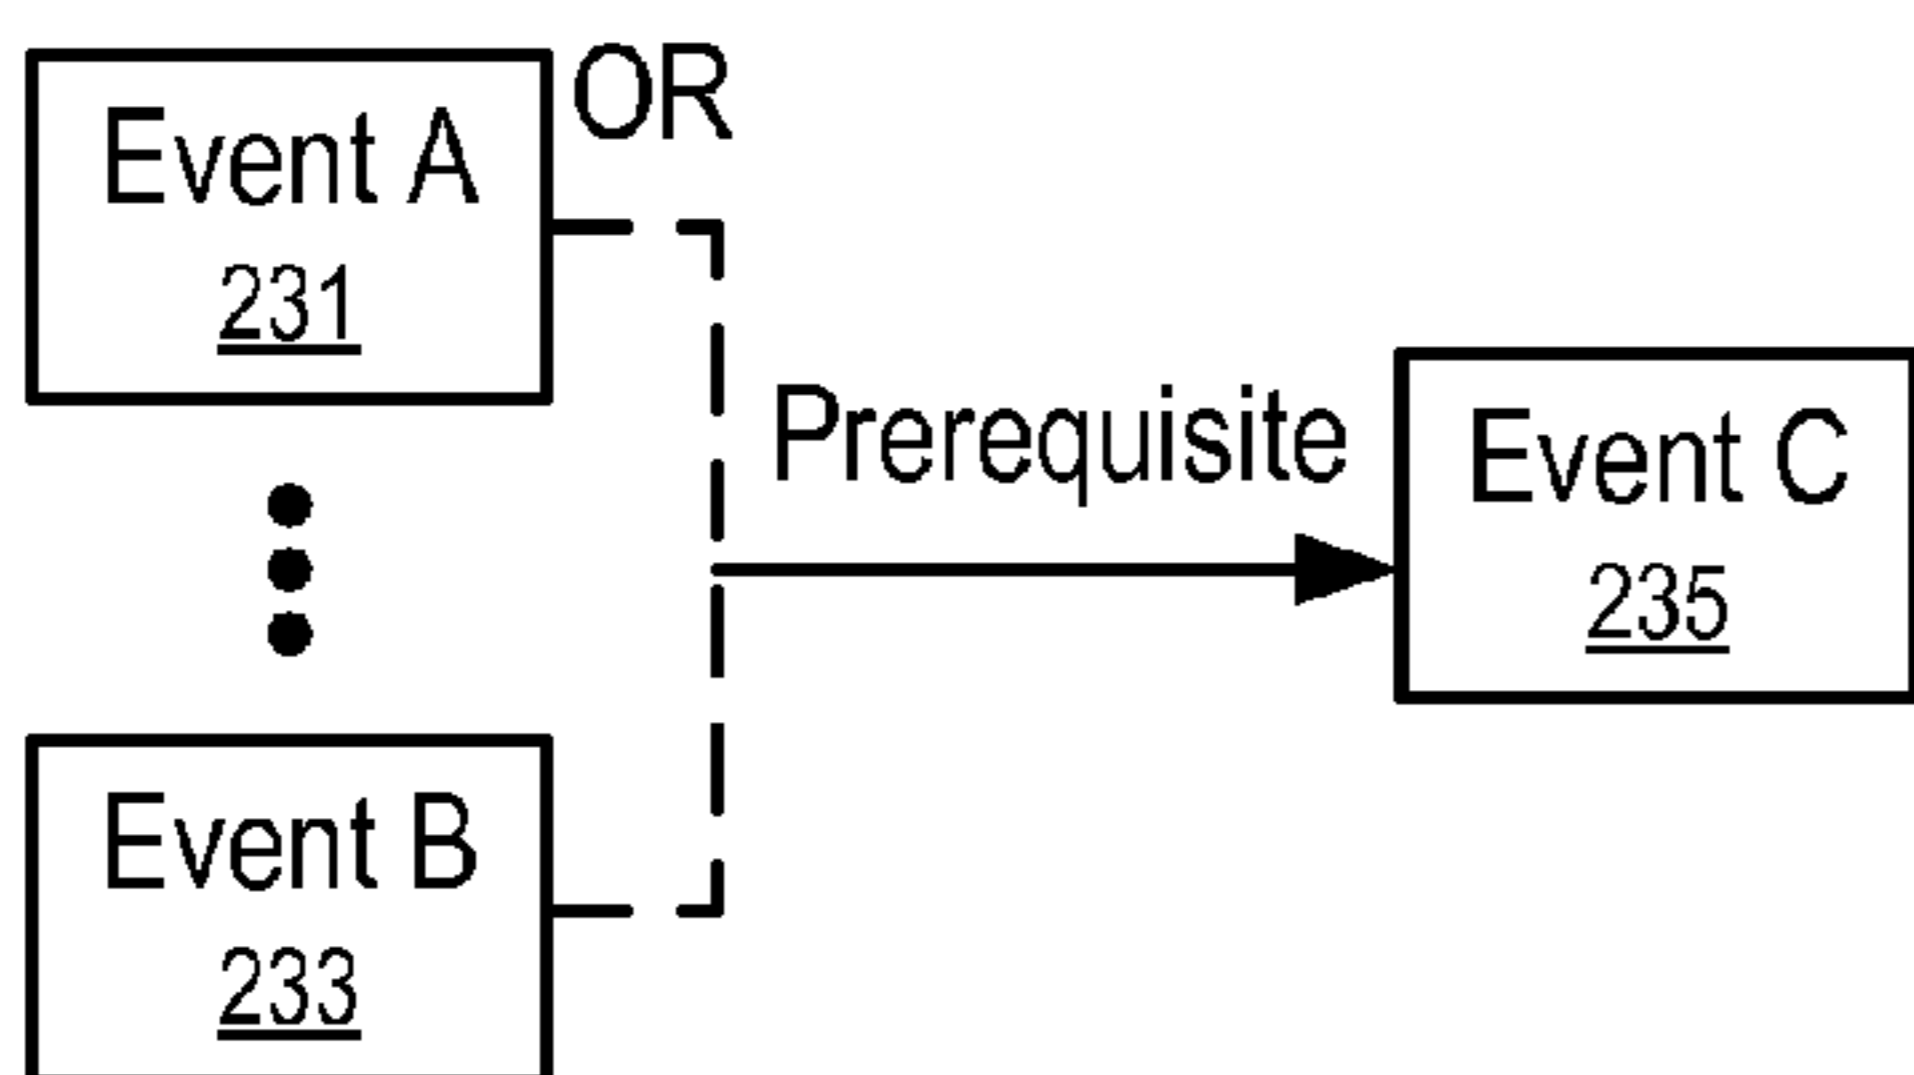 Event A
231
OR
Prerequisite
Event C
235
Event B
233